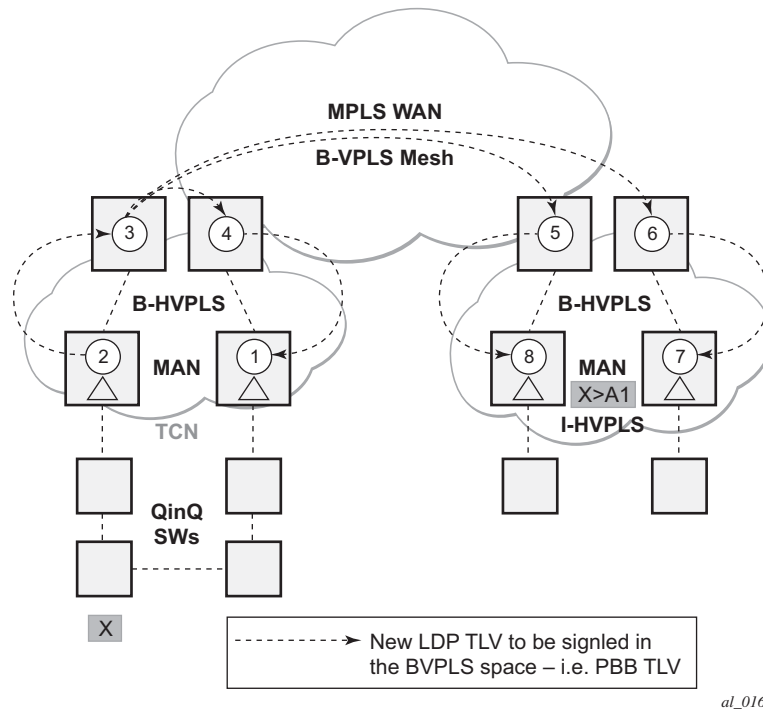 MPLS WAN
B-VPLS Mesh
3
4
5
6
B-HVPLS
B-HVPLS
2
MAN
1
8
MAN
7
X>A1
TCN
I-HVPLS
QinQ
SWs
X
New LDP TLV to be signled in
the BVPLS space – i.e. PBB TLV
al_016